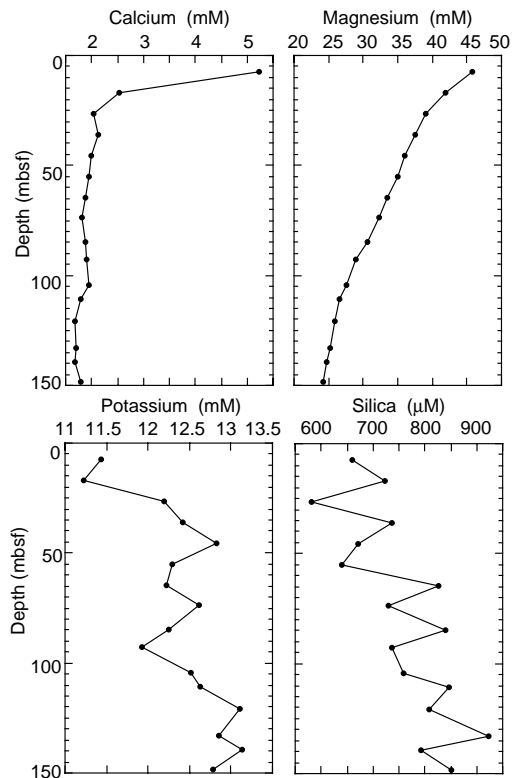 Calcium (mM)
2 3 4 5
Magnesium (mM)
20 25 30 35 40 45 50
0
50
100
150
Depth (mbsf)
Potassium (mM)
11 11.5 12 12.5 13 13.5
Silica (μM)
600 700 800 900
0
50
100
150
Depth (mbsf)